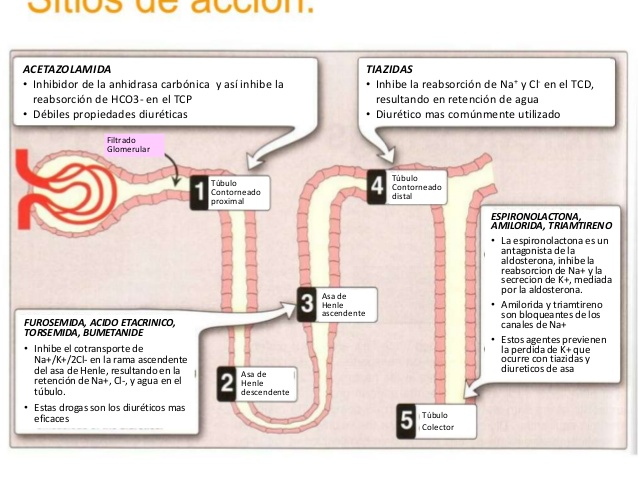 Sitios de acción.
ACETAZOLAMIDA
• Inhibidor de la anhidrasa carbónica y así inhibe la
reabsorción de HCO3- en el TCP
• Débiles propiedades diuréticas
TIAZIDAS
• Inhibe la reabsorción de Na+ y Cl- en el TCD,
resultando en retención de agua
• Diurético mas comúnmente utilizado
Filtrado
Glomerular
1 Túbulo
Contorneado
proximal
4 Túbulo
Contorneado
distal
ESPIRONOLACTONA,
AMILORIDA, TRIAMTIRENO
• La espironolactona es un
antagonista de la
aldosterona, inhibe la
reabsorcion de Na+ y la
secrecion de K+, mediada
por la aldosterona.
• Amilorida y triamtireno
son bloqueantes de los
canales de Na+
• Estos agentes previenen
la perdida de K+ que
ocurre con tiazidas y
diureticos de asa
3 Asa de
Henle
ascendente
FUROSEMIDA, ACIDO ETACRINICO,
TORSEMIDA, BUMETANIDE
• Inhibe el cotransporte de
Na+/K+/2Cl- en la rama ascendente
del asa de Henle, resultando en la
retención de Na+, Cl-, y agua en el
túbulo.
• Estas drogas son los diuréticos mas
eficaces
2 Asa de
Henle
descendente
5 Túbulo
Colector